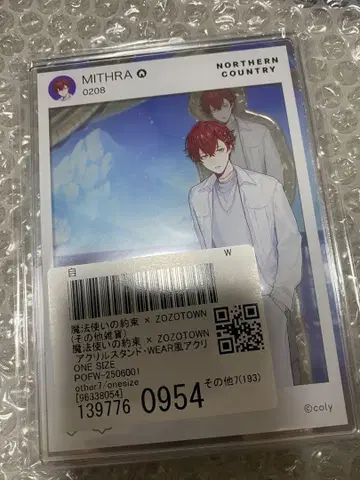 MITHRA
NORTHERN
COUNTRY
0208
自
W
魔法使いの約束 × ZOZOTOWN
(その他雑貨)
魔法使いの約束 × ZOZOTOWN
アクリルスタンド・WEAR風アクリ
ONE SIZE
POFW-2506001
other7/onesize
[96338054]
その他7(193)
139776 0954
©coly